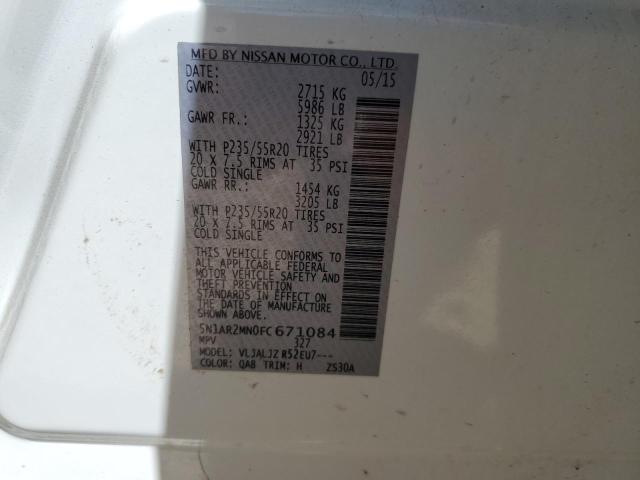 MFD BY NISSAN MOTOR CO., LTD.
DATE: 05/15
GVWR: 2715 KG
5986 LB
GAWR FR.: 1325 KG
2921 LB
WITH P235/55R20 TIRES
20 X 7.5 RIMS AT 35 PSI
COLD SINGLE
GAWR RR.: 1454 KG
3205 LB
WITH P235/55R20 TIRES
20 X 7.5 RIMS AT 35 PSI
COLD SINGLE
THIS VEHICLE CONFORMS TO
ALL APPLICABLE FEDERAL
MOTOR VEHICLE SAFETY AND
THEFT PREVENTION
STANDARDS IN EFFECT ON
THE DATE OF MANUFACTURE
SHOWN ABOVE.
5N1AR2MN0FC671084
MPV 327
MODEL: VLJALJZ R52EU7---
COLOR: QAB TRIM: H ZS30A